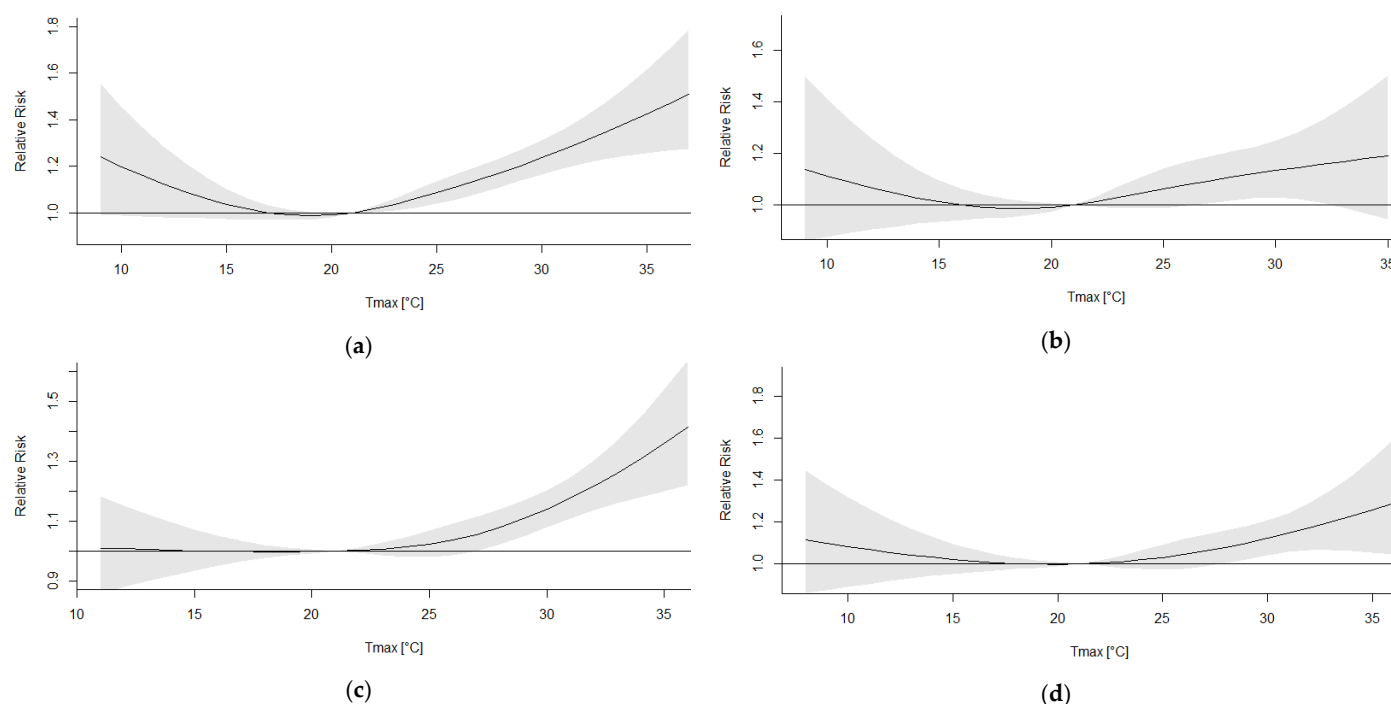 Relative Risk
1.0 1.2 1.4 1.6 1.8
10 15 20 25 30 35
Tmax [°C]
(a)
Relative Risk
1.0 1.2 1.4 1.6
10 15 20 25 30 35
Tmax [°C]
(b)
Relative Risk
0.9 1.1 1.3 1.5
10 15 20 25 30 35
Tmax [°C]
(c)
Relative Risk
1.0 1.2 1.4 1.6 1.8
10 15 20 25 30 35
Tmax [°C]
(d)